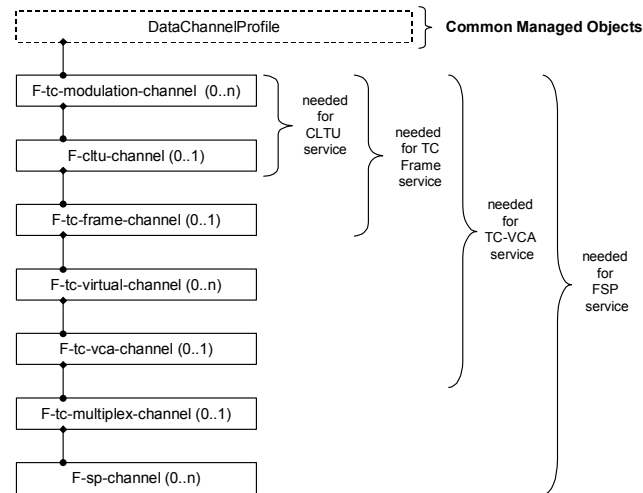 DataChannelProfile
Common Managed Objects
F-tc-modulation-channel (0..n)
F-cltu-channel (0..1)
F-tc-frame-channel (0..1)
F-tc-virtual-channel (0..n)
F-tc-vca-channel (0..1)
F-tc-multiplex-channel (0..1)
F-sp-channel (0..n)
needed
for
CLTU
service
needed
for TC
Frame
service
needed
for
TC-VCA
service
needed
for
FSP
service